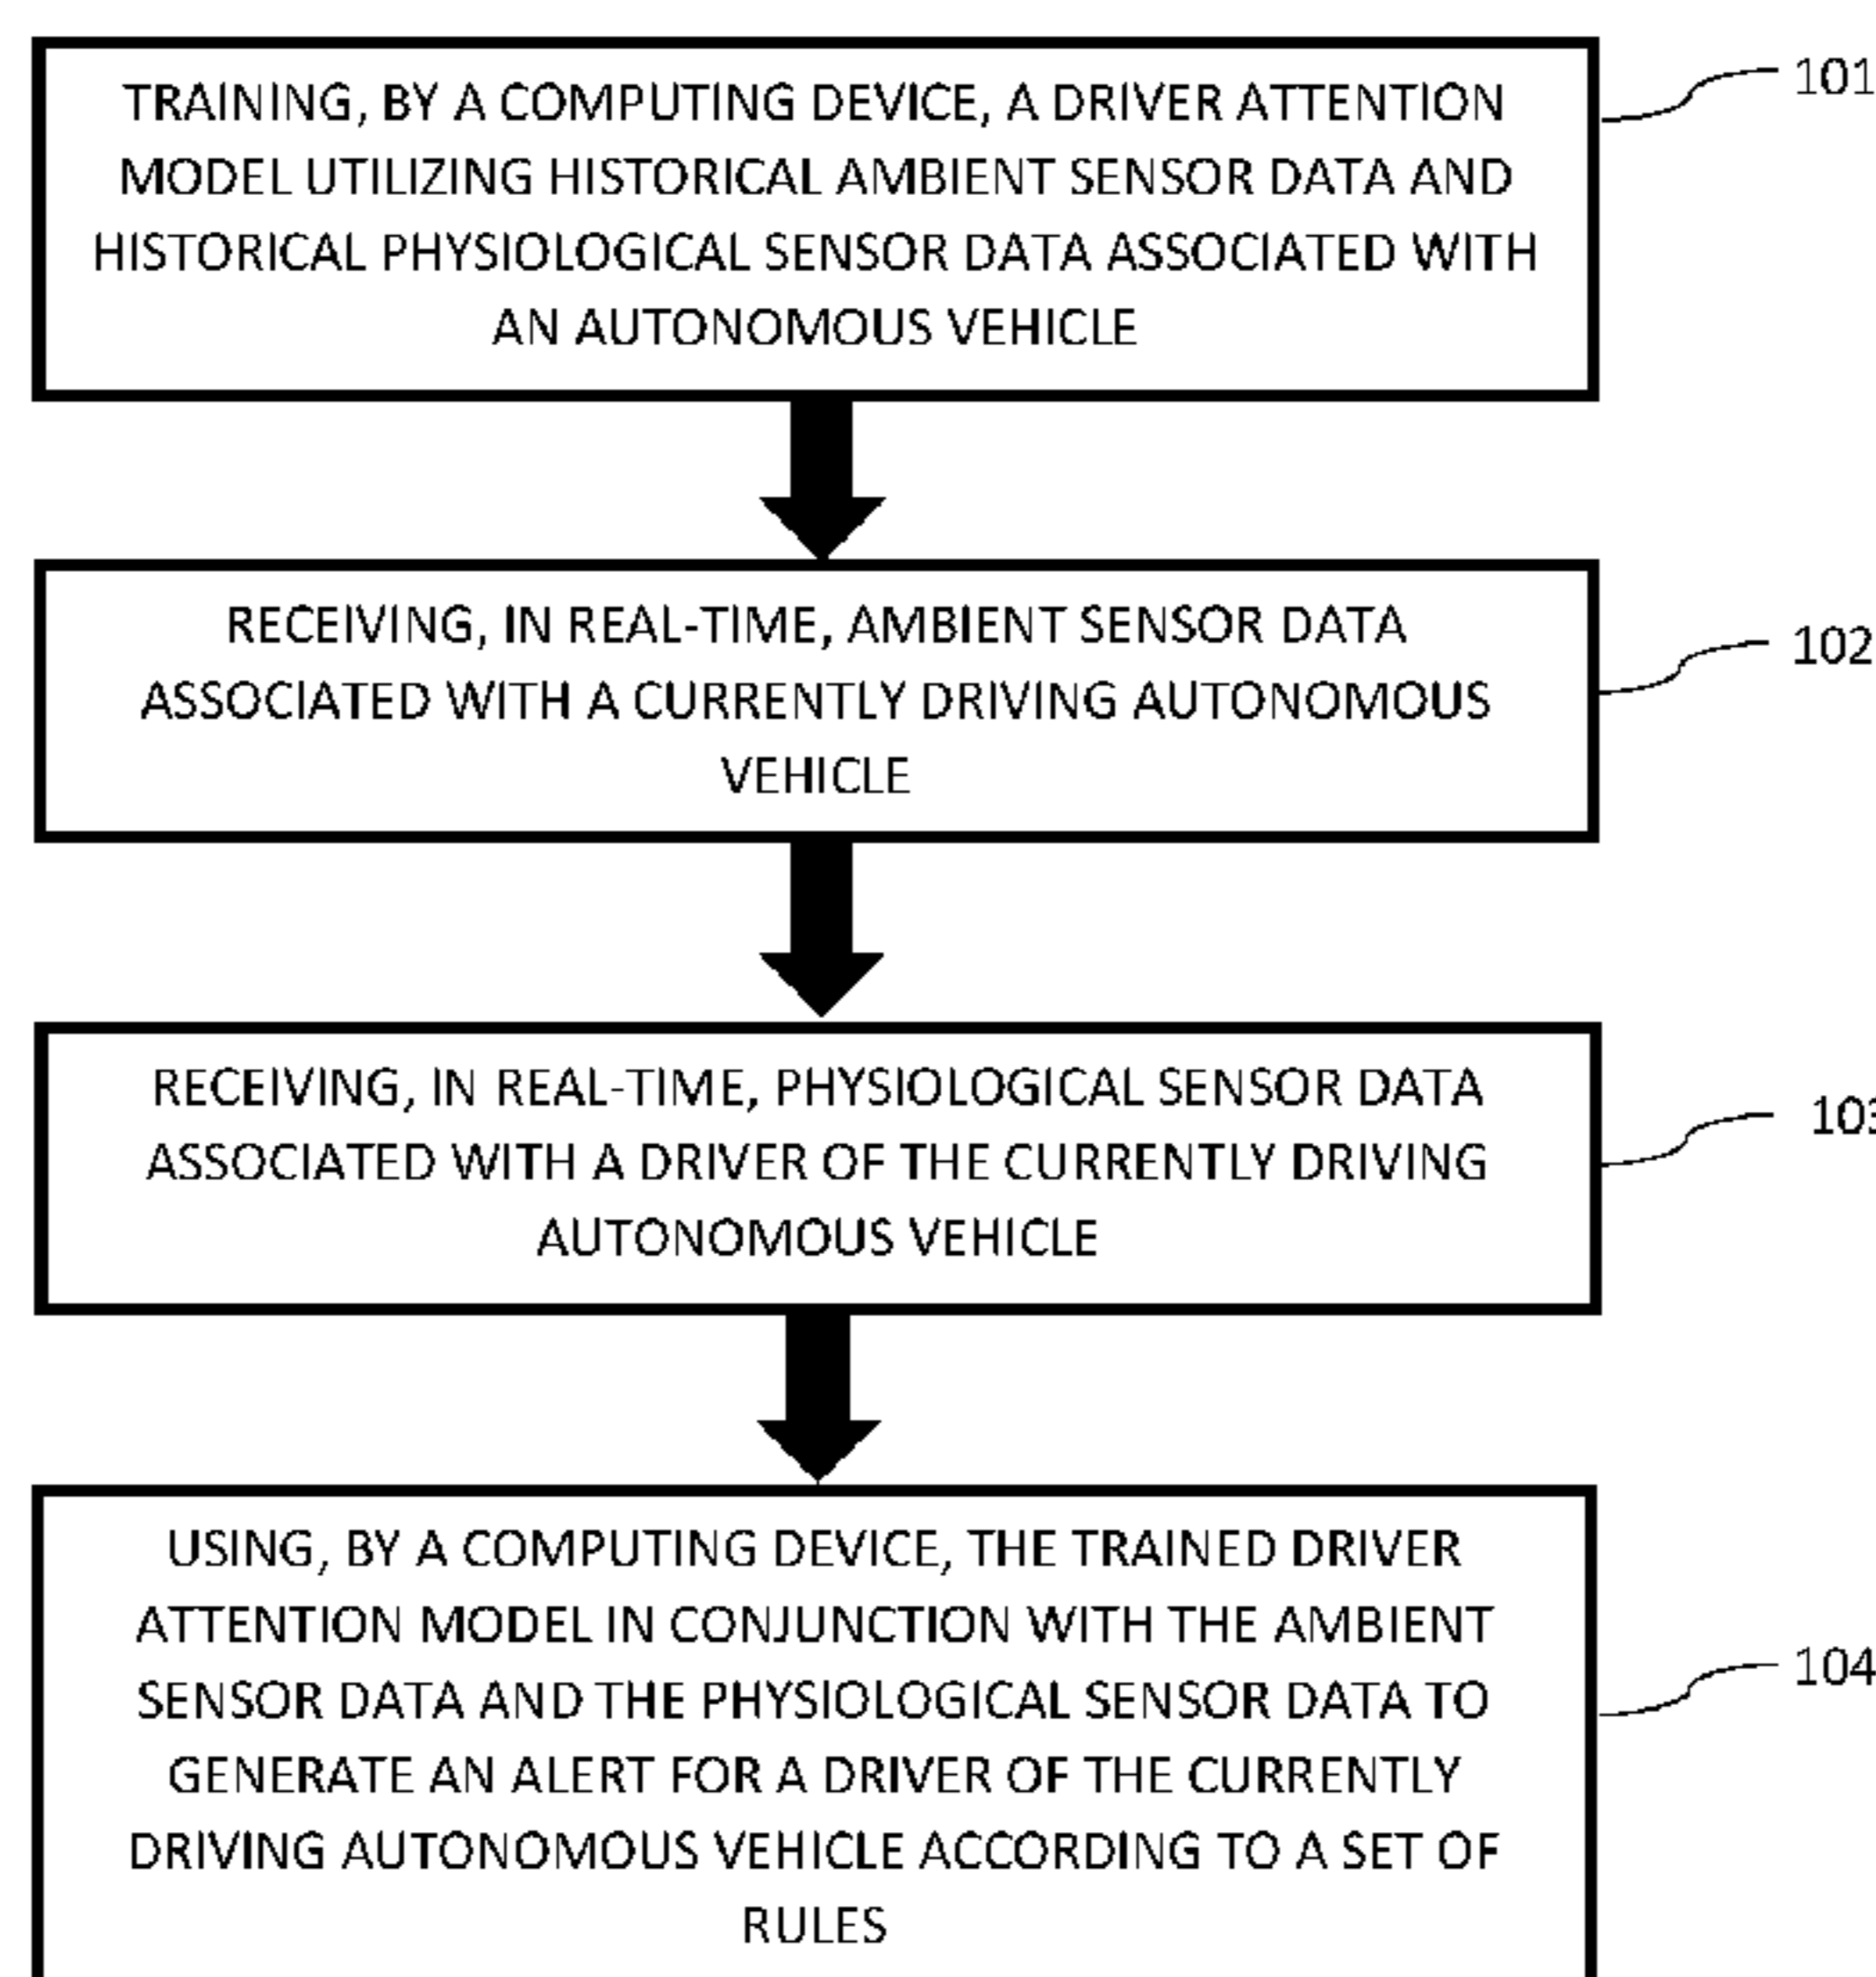 TRAINING, BY A COMPUTING DEVICE, A DRIVER ATTENTION
MODEL UTILIZING HISTORICAL AMBIENT SENSOR DATA AND
HISTORICAL PHYSIOLOGICAL SENSOR DATA ASSOCIATED WITH
AN AUTONOMOUS VEHICLE
101
RECEIVING, IN REAL-TIME, AMBIENT SENSOR DATA
ASSOCIATED WITH A CURRENTLY DRIVING AUTONOMOUS
VEHICLE
102
RECEIVING, IN REAL-TIME, PHYSIOLOGICAL SENSOR DATA
ASSOCIATED WITH A DRIVER OF THE CURRENTLY DRIVING
AUTONOMOUS VEHICLE
103
USING, BY A COMPUTING DEVICE, THE TRAINED DRIVER
ATTENTION MODEL IN CONJUNCTION WITH THE AMBIENT
SENSOR DATA AND THE PHYSIOLOGICAL SENSOR DATA TO
GENERATE AN ALERT FOR A DRIVER OF THE CURRENTLY
DRIVING AUTONOMOUS VEHICLE ACCORDING TO A SET OF
RULES
104